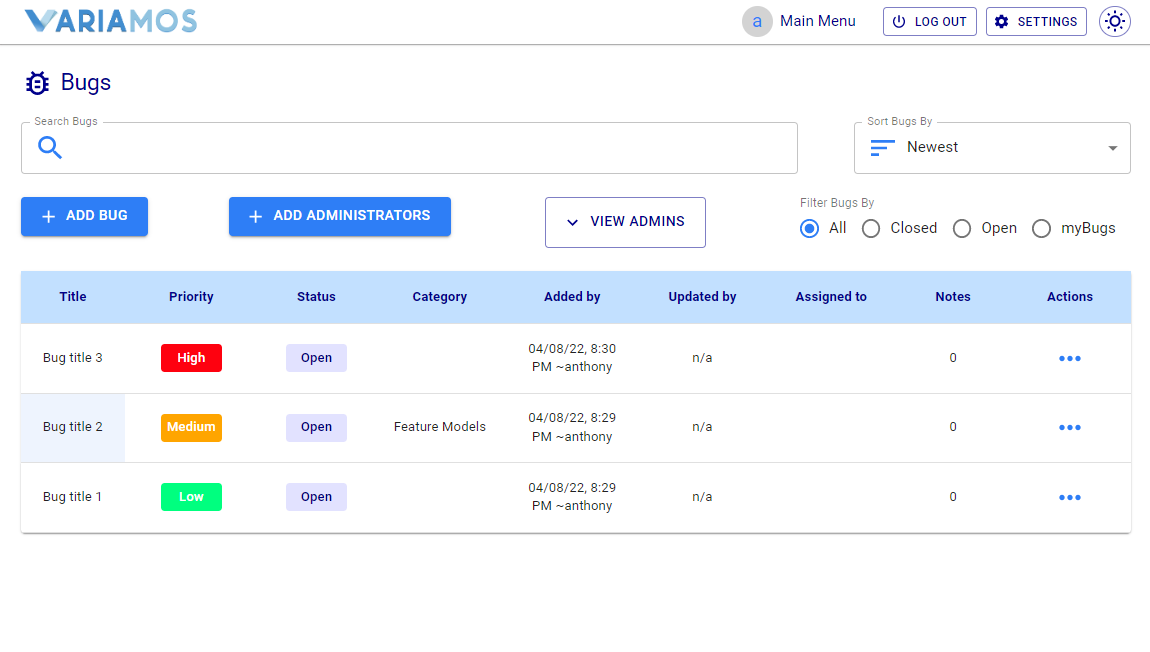 VARIAMOS
a Main Menu LOG OUT SETTINGS
Bugs
Search Bugs
Sort Bugs By
Newest
ADD BUG
ADD ADMINISTRATORS
VIEW ADMINS
Filter Bugs By
All Closed Open myBugs
Title Priority Status Category Added by Updated by Assigned to Notes Actions
Bug title 3 High Open 04/08/22, 8:30 PM ~anthony n/a 0
Bug title 2 Medium Open Feature Models 04/08/22, 8:29 PM ~anthony n/a 0
Bug title 1 Low Open 04/08/22, 8:29 PM ~anthony n/a 0